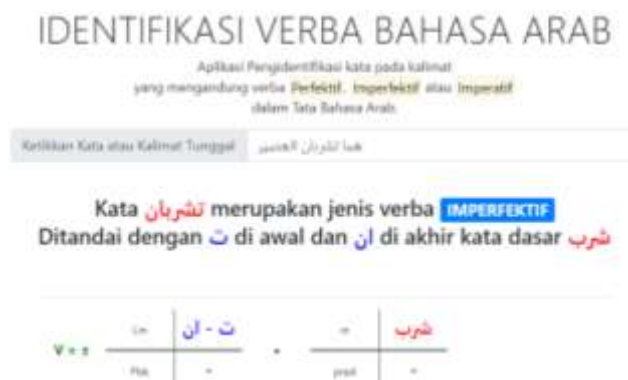 IDENTIFIKASI VERBA BAHASA ARAB
Aplikasi Pengidentifikasi kata pada kalimat
yang mengandung verba Perfektif, Imperfektif atau Imperatif
dalam Tata Bahasa Arab.
Ketikkan Kata atau Kalimat Tunggal هما تشربان العصير
Kata تشربان merupakan jenis verba IMPERFEKTIF
Ditandai dengan ت di awal dan ان di akhir kata dasar شرب
ت - ان شرب
V = ±